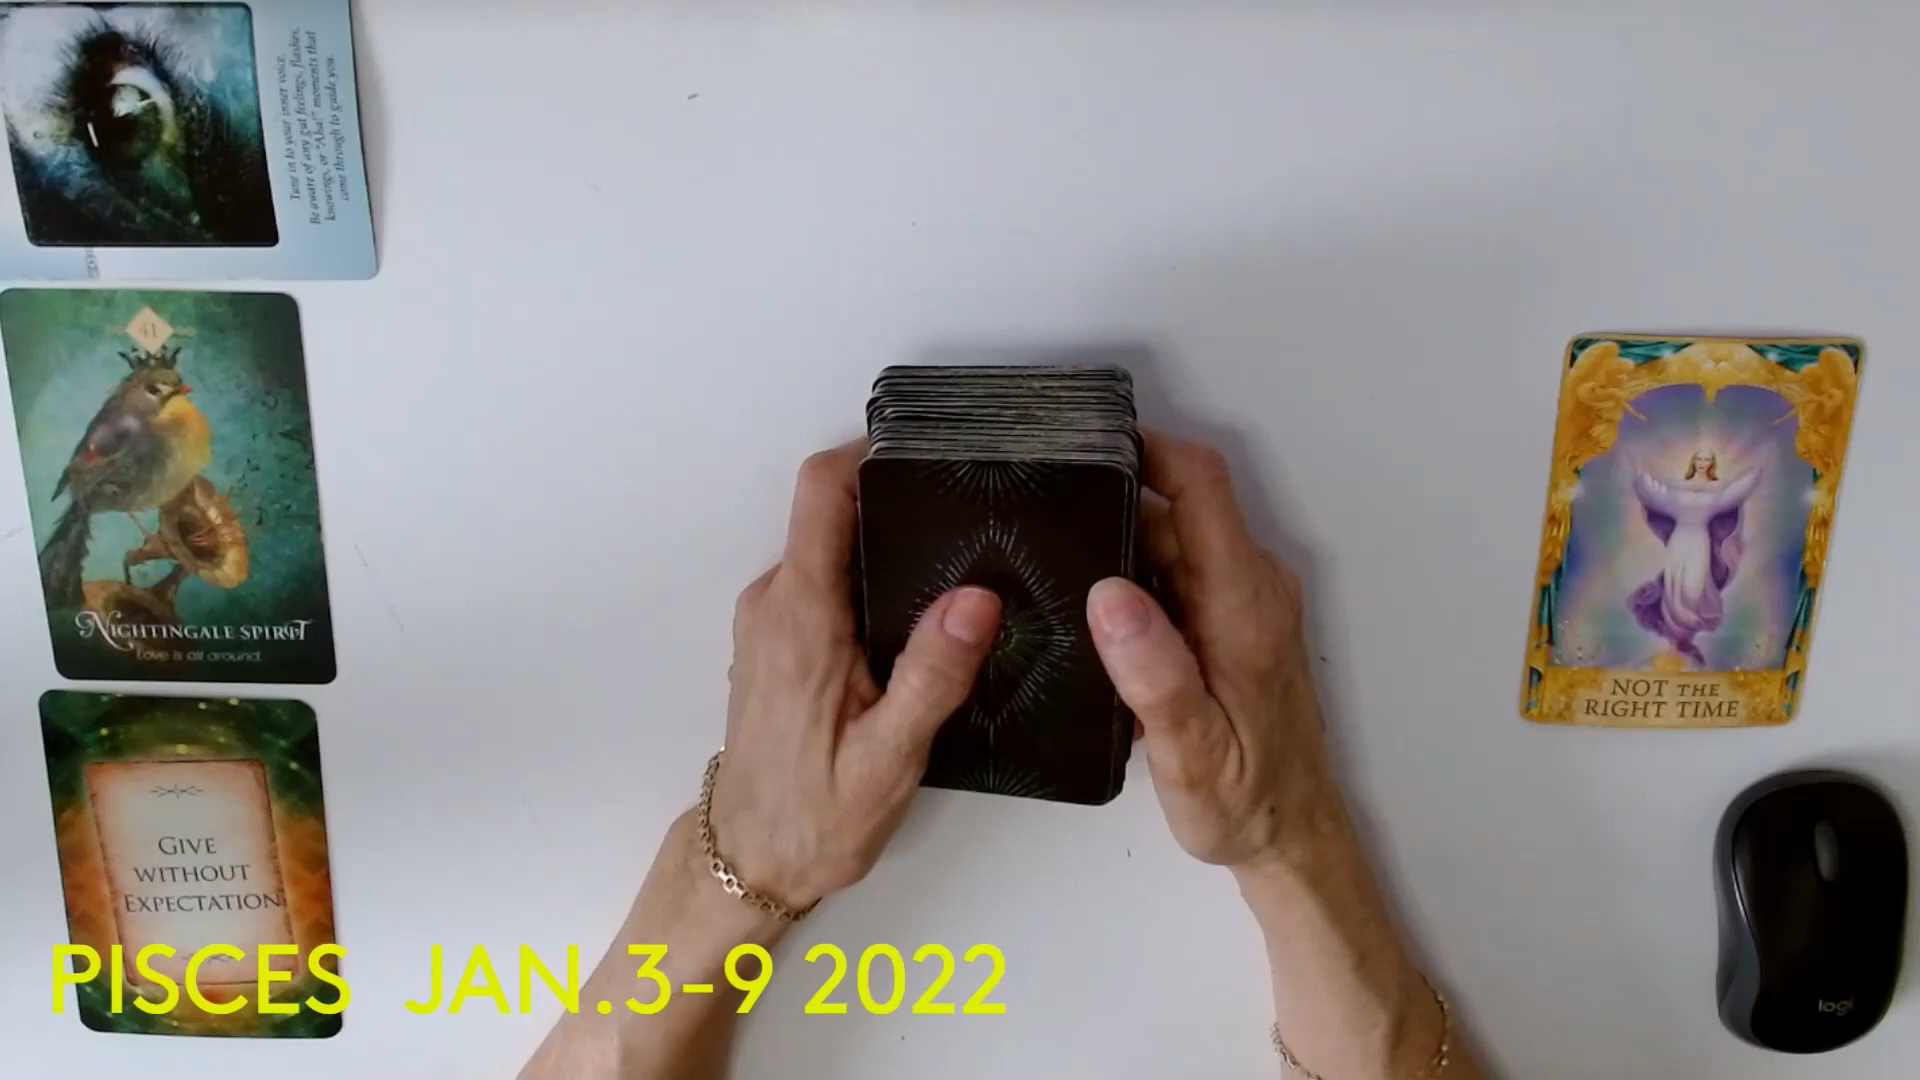 Tune in to your inner voice.
Be aware of any gut feelings, flashes,
knowings, or "Aha!" moments that
come through to guide you.
41
NIGHTINGALE SPIRIT
Love is all around.
GIVE
WITHOUT
EXPECTATION
NOT THE
RIGHT TIME
logi
PISCES JAN.3-9 2022